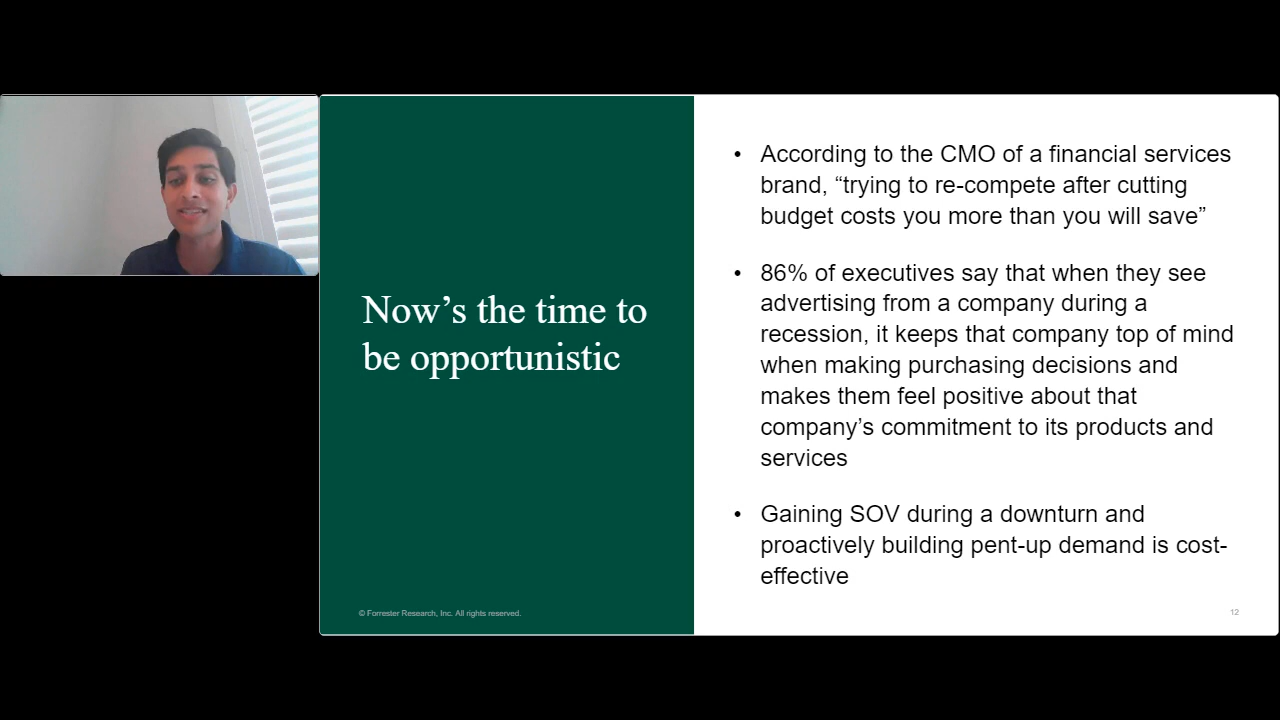 Now’s the time to
be opportunistic
• According to the CMO of a financial services
brand, “trying to re-compete after cutting
budget costs you more than you will save”
• 86% of executives say that when they see
advertising from a company during a
recession, it keeps that company top of mind
when making purchasing decisions and
makes them feel positive about that
company’s commitment to its products and
services
• Gaining SOV during a downturn and
proactively building pent-up demand is cost-
effective
© Forrester Research, Inc. All rights reserved.
12